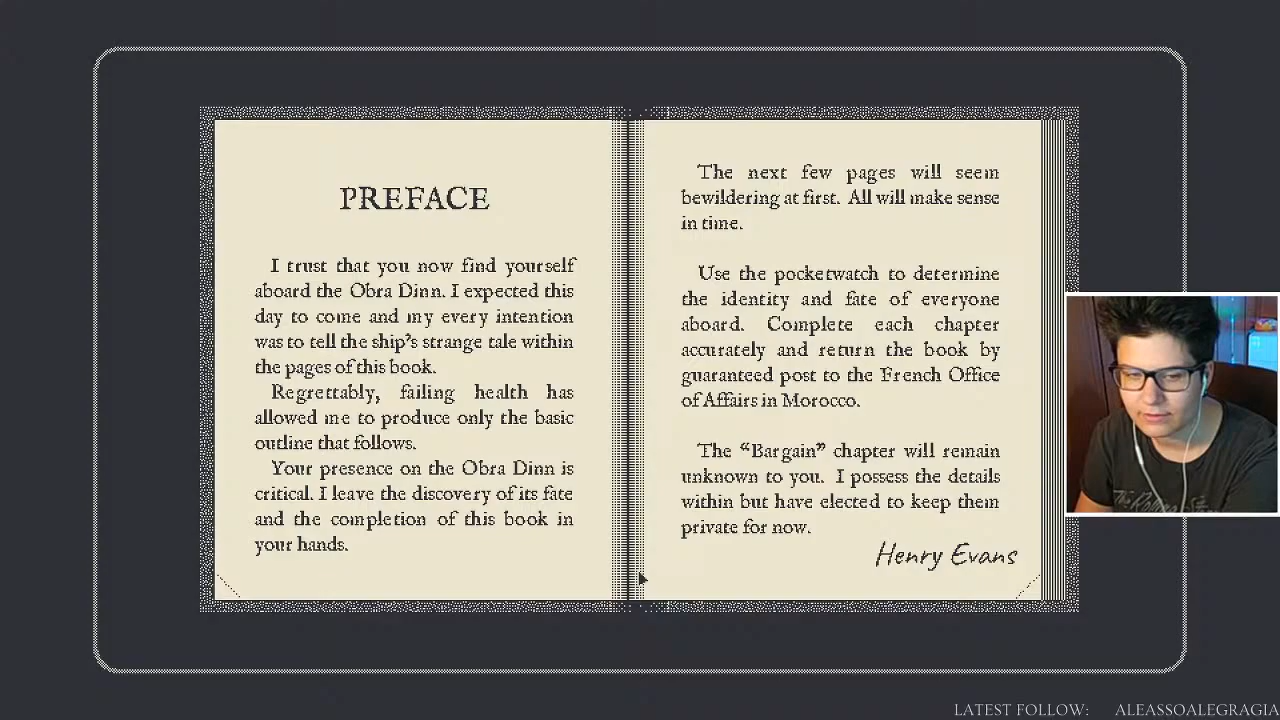 PREFACE
I trust that you now find yourself
aboard the Obra Dinn. I expected this
day to come and my every intention
was to tell the ship's strange tale within
the pages of this book.
Regrettably, failing health has
allowed me to produce only the basic
outline that follows.
Your presence on the Obra Dinn is
critical. I leave the discovery of its fate
and the completion of this book in
your hands.
The next few pages will seem
bewildering at first. All will make sense
in time.
Use the pocketwatch to determine
the identity and fate of everyone
aboard. Complete each chapter
accurately and return the book by
guaranteed post to the French Office
of Affairs in Morocco.
The “Bargain” chapter will remain
unknown to you. I possess the details
within but have elected to keep them
private for now.
Henry Evans
LATEST FOLLOW: ALEASSOALEGRAGIA